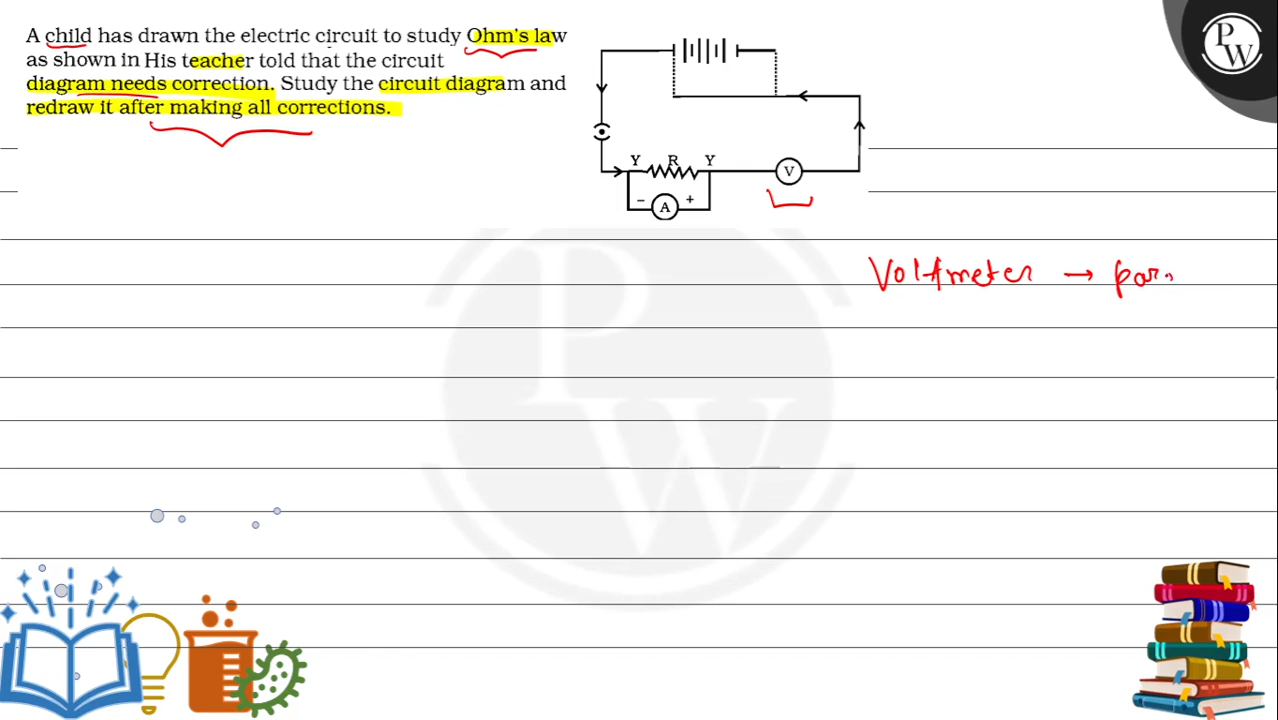 A child has drawn the electric circuit to study Ohm's law
as shown in His teacher told that the circuit
diagram needs correction. Study the circuit diagram and
redraw it after making all corrections.
P
W
Y R Y
V
- A +
Voltmeter → par
P
W